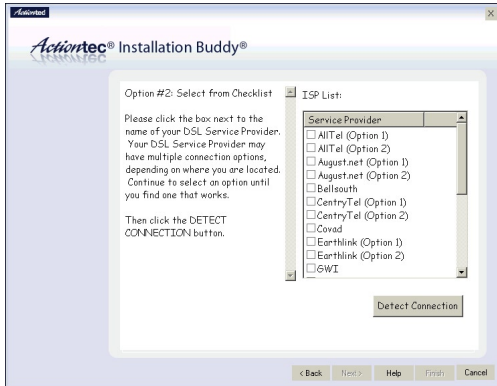 Actiontec
Actiontec® Installation Buddy®
Option #2: Select from Checklist
Please click the box next to the
name of your DSL Service Provider.
Your DSL Service Provider may
have multiple connection options,
depending on where you are located.
Continue to select an option until
you find one that works.
Then click the DETECT
CONNECTION button.
ISP List:
Service Provider
AllTel (Option 1)
AllTel (Option 2)
August.net (Option 1)
August.net (Option 2)
Bellsouth
CentryTel (Option 1)
CentryTel (Option 2)
Covad
Earthlink (Option 1)
Earthlink (Option 2)
GWI
Detect Connection
< Back Next > Help Finish Cancel